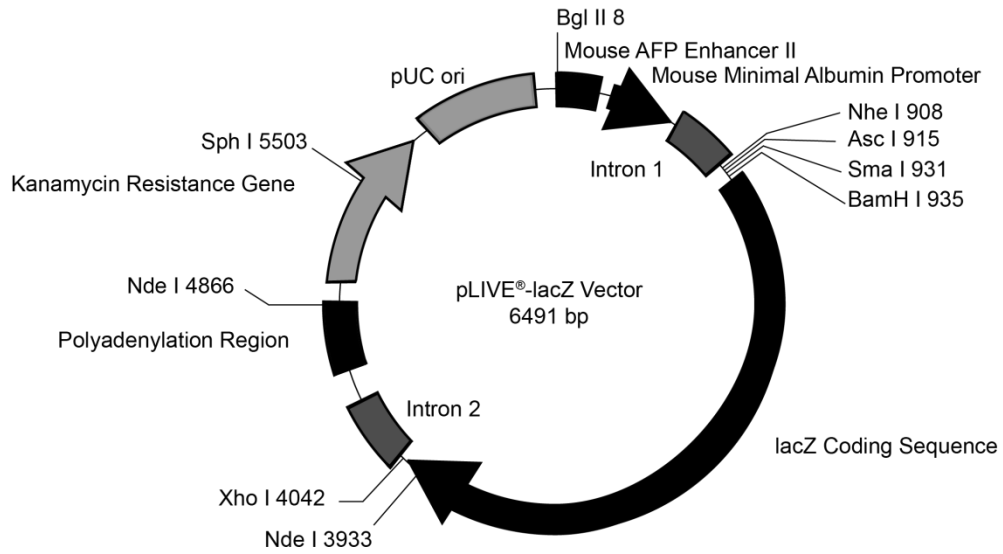 Bgl II 8
Mouse AFP Enhancer II
Mouse Minimal Albumin Promoter
pUC ori
Nhe I 908
Asc I 915
Sma I 931
BamH I 935
Intron 1
Sph I 5503
Kanamycin Resistance Gene
Nde I 4866
Polyadenylation Region
pLIVE®-lacZ Vector
6491 bp
Intron 2
lacZ Coding Sequence
Xho I 4042
Nde I 3933